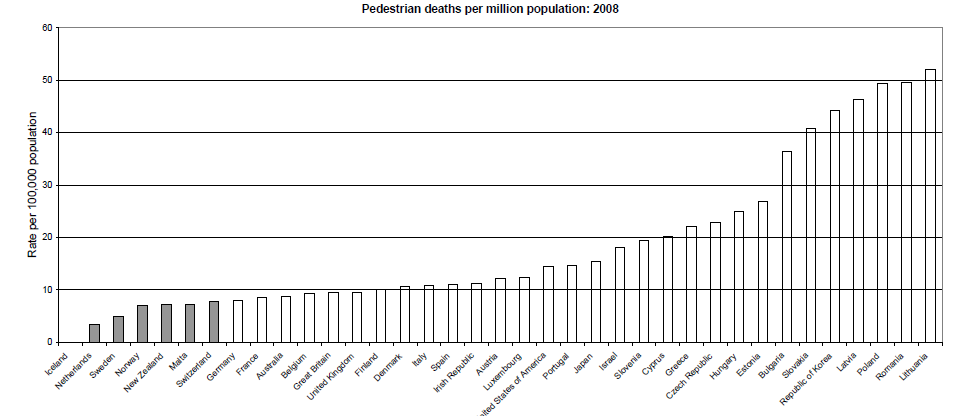 Pedestrian deaths per million population: 2008
Rate per 100,000 population
60
50
40
30
20
10
0
Iceland
Netherlands
Sweden
Norway
New Zealand
Malta
Switzerland
Germany
France
Australia
Belgium
Great Britain
United Kingdom
Finland
Denmark
Italy
Spain
Irish Republic
Austria
Luxembourg
nited States of America
Portugal
Japan
Israel
Slovenia
Cyprus
Greece
Czech Republic
Hungary
Estonia
Bulgaria
Slovakia
Republic of Korea
Latvia
Poland
Romania
Lithuania